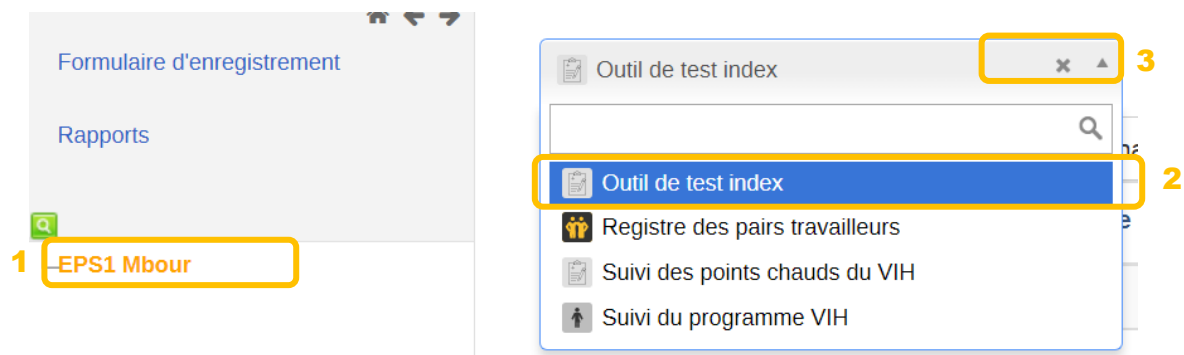 Formulaire d'enregistrement
Rapports
1
EPS1 Mbour
Outil de test index
3
Outil de test index
2
Registre des pairs travailleurs
Suivi des points chauds du VIH
Suivi du programme VIH